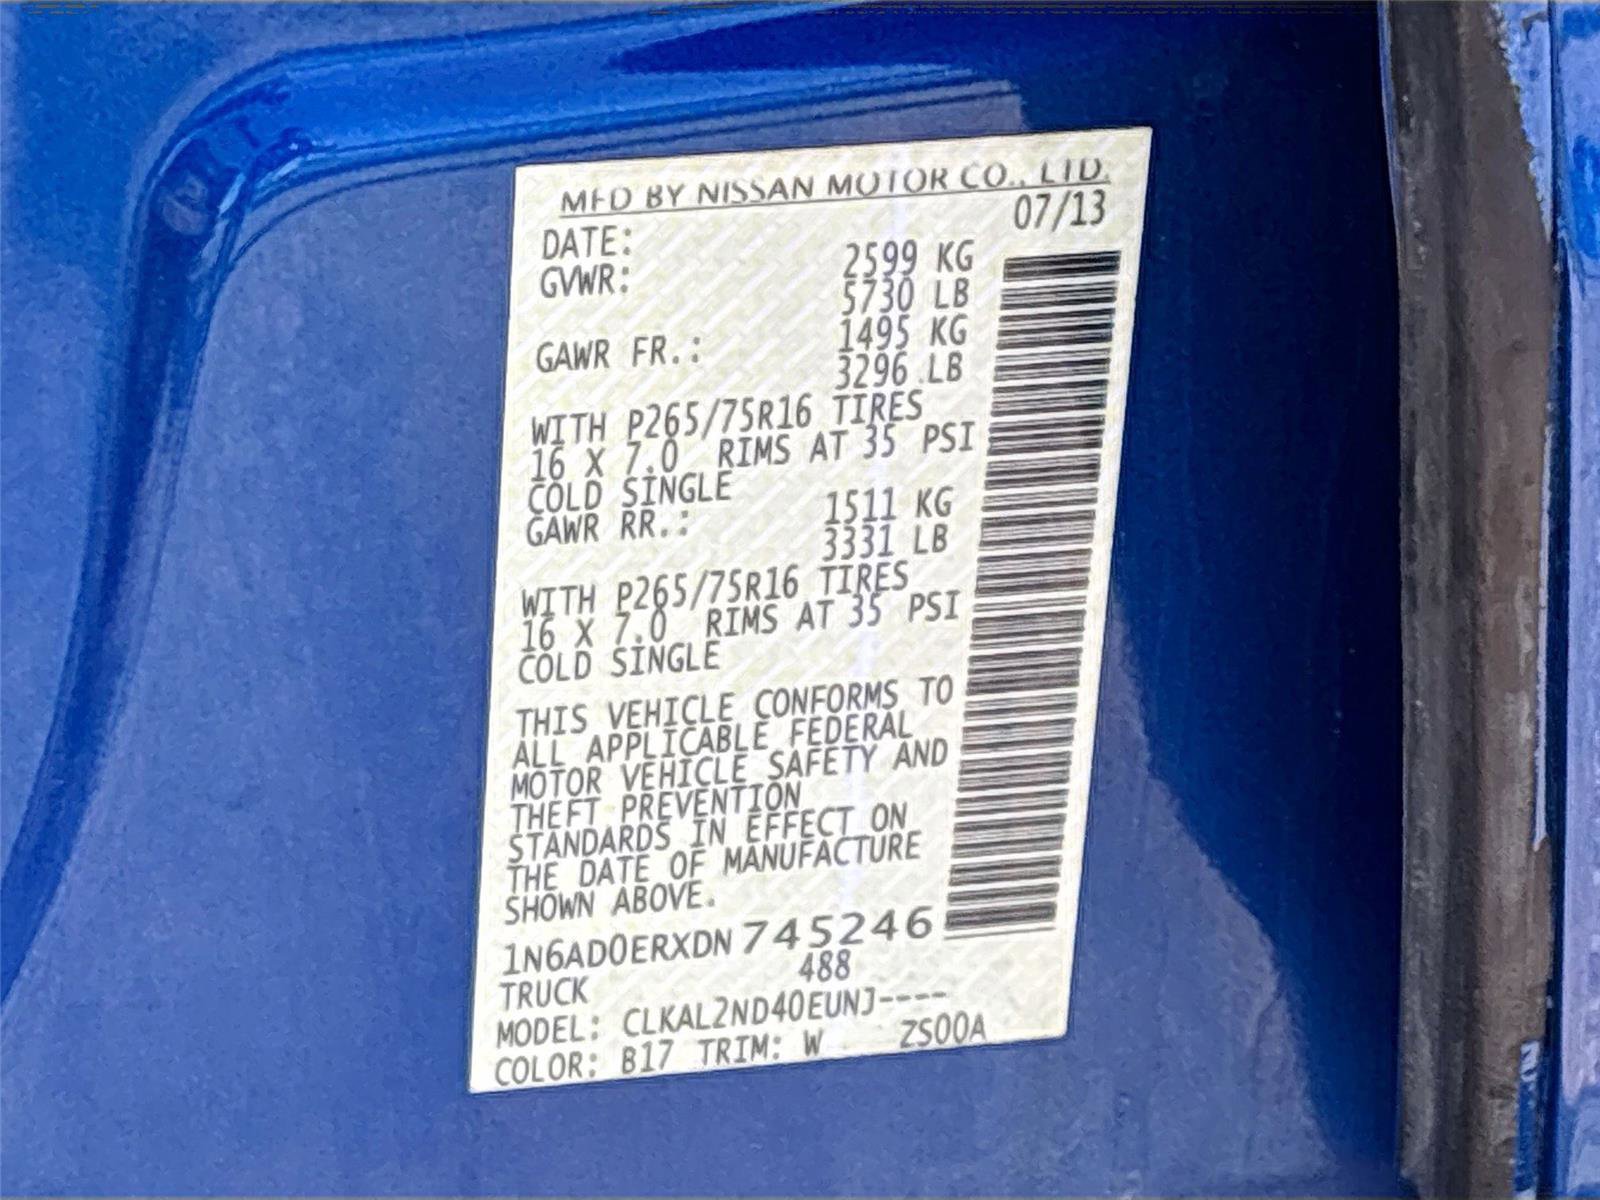 MFD BY NISSAN MOTOR CO., LTD.
DATE: 07/13
GVWR: 2599 KG
5730 LB
GAWR FR.: 1495 KG
3296 LB
WITH P265/75R16 TIRES
16 X 7.0 RIMS AT 35 PSI
COLD SINGLE
GAWR RR.: 1511 KG
3331 LB
WITH P265/75R16 TIRES
16 X 7.0 RIMS AT 35 PSI
COLD SINGLE
THIS VEHICLE CONFORMS TO
ALL APPLICABLE FEDERAL
MOTOR VEHICLE SAFETY AND
THEFT PREVENTION
STANDARDS IN EFFECT ON
THE DATE OF MANUFACTURE
SHOWN ABOVE.
1N6AD0ERXDN745246
TRUCK 488
MODEL: CLKAL2ND40EUNJ----
COLOR: B17 TRIM: W ZS00A